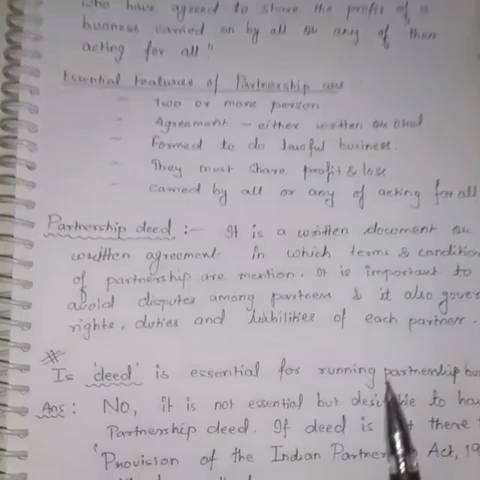 who have agreed to share the profit of a
business carried on by all or any of them
acting for all"
Essential Features of Partnership are
- Two or more person
- Agreement - either written or oral
- Formed to do lawful business.
- They must share profit & loss
- carried by all or any of acting for all
Partnership deed :- It is a written document or
written agreement in which terms & condition
of partnership are mention. It is important to
avoid disputes among partners & it also gover
rights, duties and liabilities of each partner.
Is 'deed' is essential for running partnership bus
Ans: No, it is not essential but desirable to ha
Partnership deed. If deed is there
'Provision of the Indian Act, 19